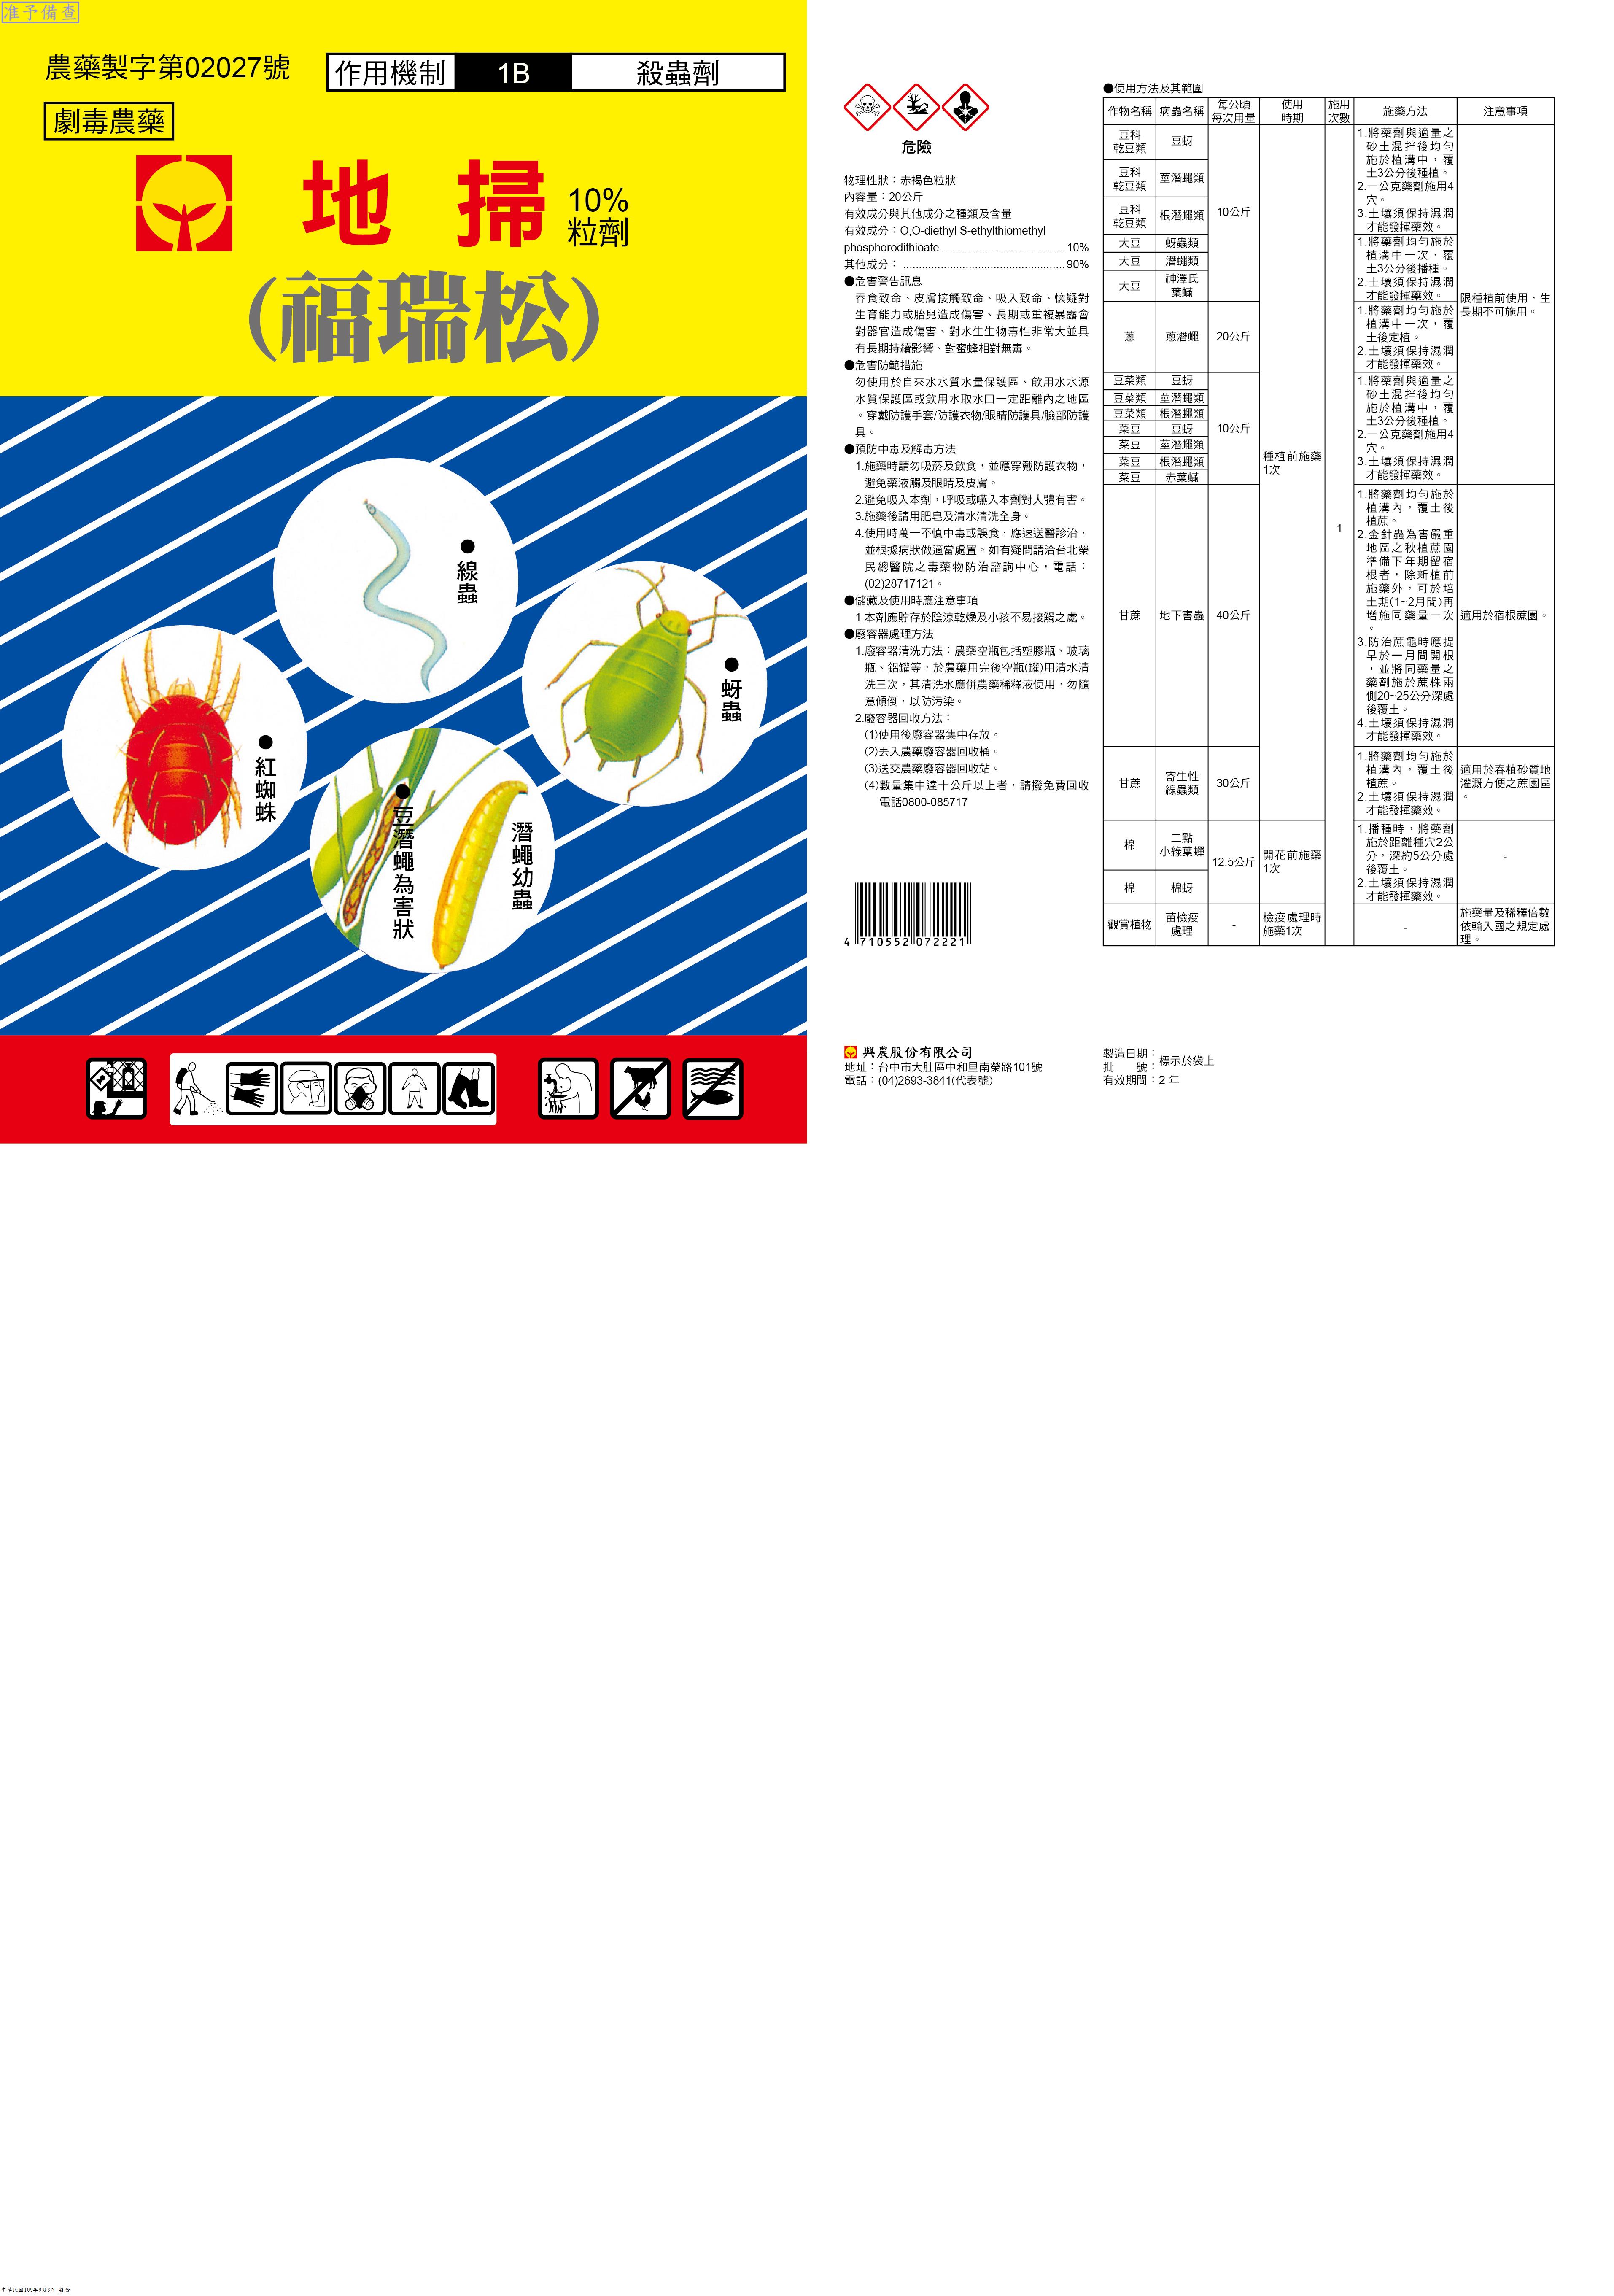 准予備查
農藥製字第02027號
作用機制 1B 殺蟲劑
劇毒農藥
地 掃 10% 粒劑
(福瑞松)
線蟲
蚜蟲
紅蜘蛛
豆潛蠅為害狀
潛蠅幼蟲
危險
物理性狀：赤褐色粒狀
內容量：20公斤
有效成分與其他成分之種類及含量
有效成分：O,O-diethyl S-ethylthiomethyl
phosphorodithioate ..................................... 10%
其他成分： ................................................ 90%
●危害警告訊息
吞食致命、皮膚接觸致命、吸入致命、懷疑對
生育能力或胎兒造成傷害、長期或重複暴露會
對器官造成傷害、對水生生物毒性非常大並具
有長期持續影響、對蜜蜂相對無毒。
●危害防範措施
勿使用於自來水水質水量保護區、飲用水水源
水質保護區或飲用水取水口一定距離內之地區
。穿戴防護手套/防護衣物/眼睛防護具/臉部防護
具。
●預防中毒及解毒方法
1.施藥時請勿吸菸及飲食，並應穿戴防護衣物，
避免藥液觸及眼睛及皮膚。
2.避免吸入本劑，呼吸或嚥入本劑對人體有害。
3.施藥後請用肥皂及清水清洗全身。
4.使用時萬一不慎中毒或誤食，應速送醫診治，
並根據病狀做適當處置。如有疑問請洽台北榮
民總醫院之毒藥物防治諮詢中心，電話：
(02)28717121。
●儲藏及使用時應注意事項
1.本劑應貯存於陰涼乾燥及小孩不易接觸之處。
●廢容器處理方法
1.廢容器清洗方法：農藥空瓶包括塑膠瓶、玻璃
瓶、鋁罐等，於農藥用完後空瓶(罐)用清水清
洗三次，其清洗水應併農藥稀釋液使用，勿隨
意傾倒，以防污染。
2.廢容器回收方法：
(1)使用後廢容器集中存放。
(2)丟入農藥廢容器回收桶。
(3)送交農藥廢容器回收站。
(4)數量集中達十公斤以上者，請撥免費回收
電話0800-085717
4 710552 072221
●使用方法及其範圍
作物名稱 病蟲名稱 每公頃每次用量 使用時期 施用次數 施藥方法 注意事項
豆科乾豆類 豆蚜
豆科乾豆類 莖潛蠅類
豆科乾豆類 根潛蠅類
10公斤
1.將藥劑與適量之
砂土混拌後均勻
施於植溝中，覆
土3公分後種植。
2.一公克藥劑施用4
穴。
3.土壤須保持濕潤
才能發揮藥效。
大豆 蚜蟲類
大豆 潛蠅類
大豆 神澤氏葉蟎
1.將藥劑均勻施於
植溝中一次，覆
土3公分後播種。
2.土壤須保持濕潤
才能發揮藥效。
限種植前使用，生
長期不可施用。
蔥 蔥潛蠅 20公斤
1.將藥劑均勻施於
植溝中一次，覆
土後定植。
2.土壤須保持濕潤
才能發揮藥效。
豆菜類 豆蚜
豆菜類 莖潛蠅類
豆菜類 根潛蠅類
菜豆 豆蚜
菜豆 莖潛蠅類
菜豆 根潛蠅類
菜豆 赤葉蟎
10公斤
種植前施藥
1次
1.將藥劑與適量之
砂土混拌後均勻
施於植溝中，覆
土3公分後種植。
2.一公克藥劑施用4
穴。
3.土壤須保持濕潤
才能發揮藥效。
1
甘蔗 地下害蟲 40公斤
1.將藥劑均勻施於
植溝內，覆土後
植蔗。
2.金針蟲為害嚴重
地區之秋植蔗園
準備下年期留宿
根者，除新植前
施藥外，可於培
土期(1~2月間)再
增施同藥量一次
。
3.防治蔗龜時應提
早於一月間開根
，並將同藥量之
藥劑施於蔗株兩
側20~25公分深處
後覆土。
4.土壤須保持濕潤
才能發揮藥效。
適用於宿根蔗園。
甘蔗 寄生性線蟲類 30公斤
1.將藥劑均勻施於
植溝內，覆土後
植蔗。
2.土壤須保持濕潤
才能發揮藥效。
適用於春植砂質地
灌溉方便之蔗園區
。
棉 二點小綠葉蟬
棉 棉蚜
12.5公斤
開花前施藥
1次
1.播種時，將藥劑
施於距離種穴2公
分，深約5公分處
後覆土。
2.土壤須保持濕潤
才能發揮藥效。
-
觀賞植物 苗檢疫處理 -
檢疫處理時
施藥1次
-
施藥量及稀釋倍數
依輸入國之規定處
理。
興農股份有限公司
地址：台中市大肚區中和里南榮路101號
電話：(04)2693-3841(代表號)
製造日期：
批　　號：標示於袋上
有效期間：2 年
中華民國109年9月3日